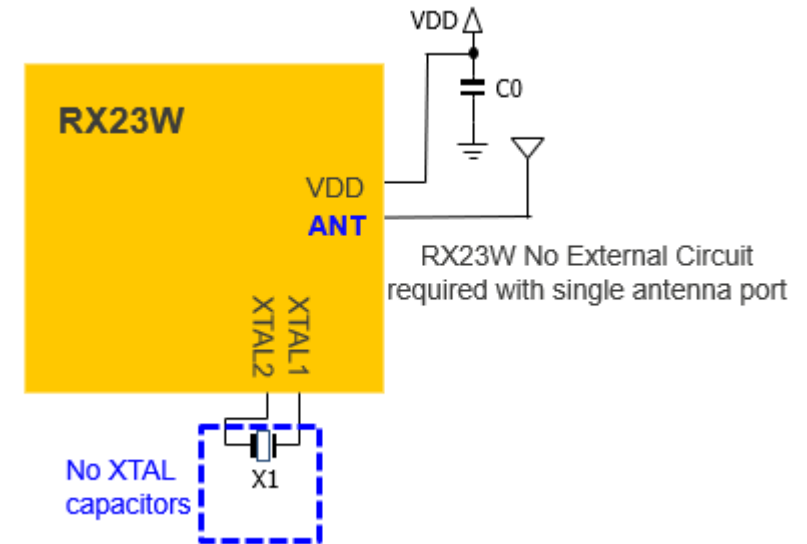 VDD
C0
RX23W
VDD
ANT
RX23W No External Circuit
required with single antenna port
XTAL2
XTAL1
No XTAL
capacitors
X1